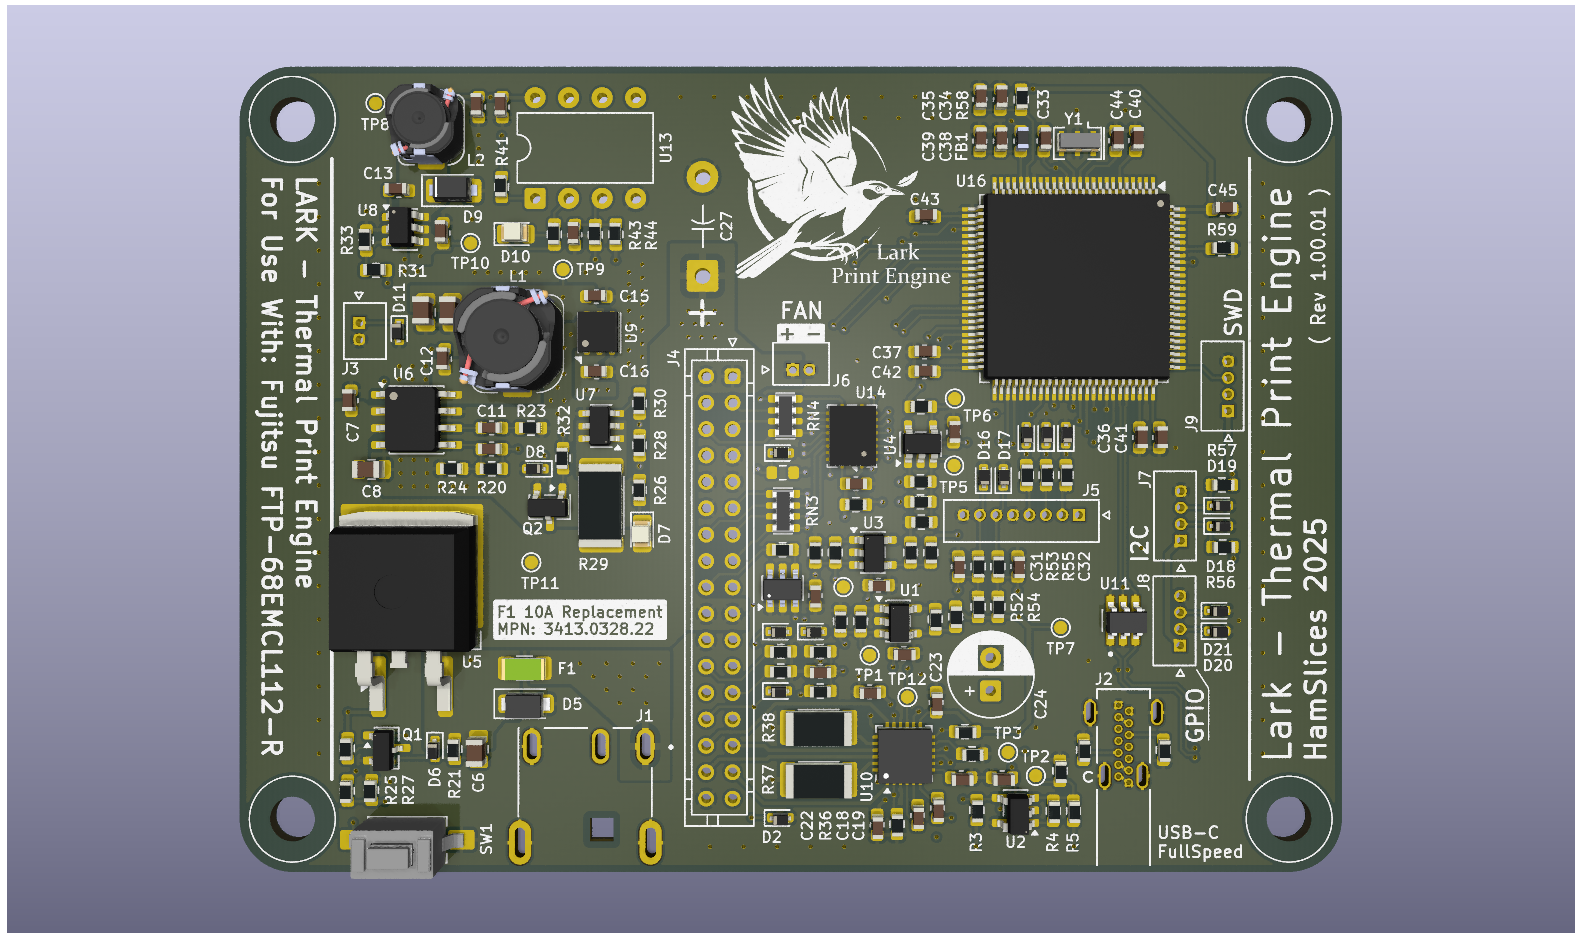 LARK - Thermal Print Engine
For Use With: Fujitsu FTP-68EMCL112-R
TP8
L2
C13
D9
U8
R41
U13
R33
R31
TP10
D10
R43
R44
TP9
L1
C27
+
Lark
Print Engine
C35
C34
R58
C33
C44
C40
C39
C38
FB1
Y1
U16
C43
C45
R59
Lark - Thermal Print Engine
( Rev 1.00.01 )
HamSlices 2025
D11
J3
C12
C15
U9
C16
FAN
+ -
J6
J4
C37
C42
SWD
J9
U6
C7
C8
C11
R23
R24
R20
R32
D8
Q2
U7
R30
R28
R26
D7
R29
TP11
RN4
RN3
U14
U4
TP6
TP5
D16
D17
C36
C41
J5
R57
D19
J7
I2C
D18
R56
U3
C31
R53
R55
C32
U1
R52
R54
U11
J8
D21
D20
TP7
F1 10A Replacement
MPN: 3413.0328.22
U5
F1
D5
J1
TP1
TP12
C23
+
C24
J2
GPIO
Q1
R25
R27
D6
R21
C6
SW1
R38
R37
D2
U10
C22
R36
C18
C19
TP3
TP2
R3
U2
R4
R5
C
USB-C
FullSpeed